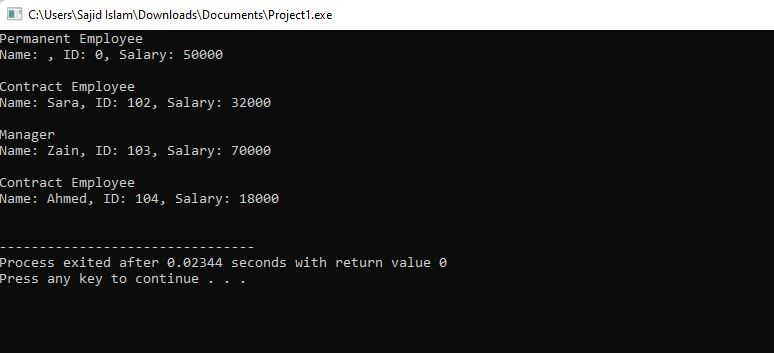 C:\Users\Sajid Islam\Downloads\Documents\Project1.exe
Permanent Employee
Name: , ID: 0, Salary: 50000
Contract Employee
Name: Sara, ID: 102, Salary: 32000
Manager
Name: Zain, ID: 103, Salary: 70000
Contract Employee
Name: Ahmed, ID: 104, Salary: 18000
--------------------------------
Process exited after 0.02344 seconds with return value 0
Press any key to continue . . .